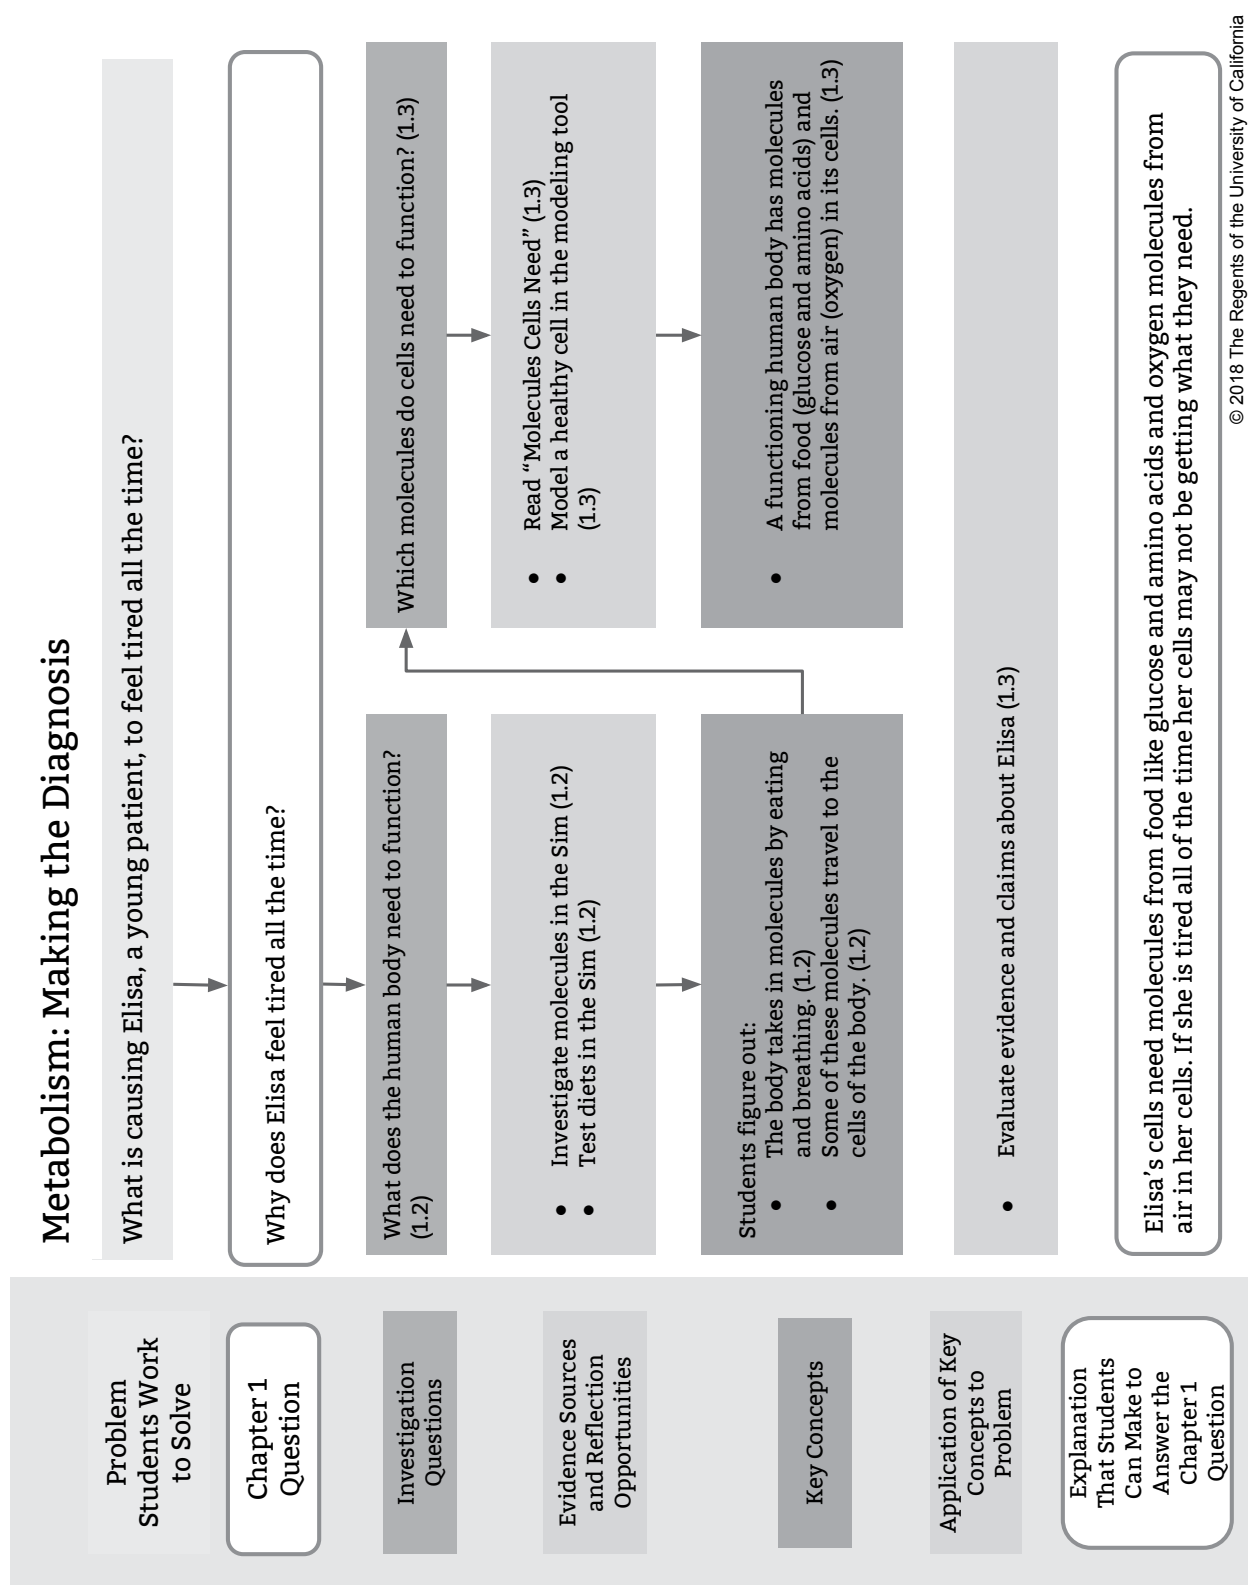 Metabolism: Making the Diagnosis
Problem
Students Work
to Solve
What is causing Elisa, a young patient, to feel tired all the time?
Chapter 1
Question
Why does Elisa feel tired all the time?
Investigation
Questions
What does the human body need to function?
(1.2)
Which molecules do cells need to function? (1.3)
Evidence Sources
and Reflection
Opportunities
• Investigate molecules in the Sim (1.2)
• Test diets in the Sim (1.2)
• Read “Molecules Cells Need” (1.3)
• Model a healthy cell in the modeling tool
(1.3)
Key Concepts
Students figure out:
• The body takes in molecules by eating
and breathing. (1.2)
• Some of these molecules travel to the
cells of the body. (1.2)
• A functioning human body has molecules
from food (glucose and amino acids) and
molecules from air (oxygen) in its cells. (1.3)
Application of Key
Concepts to
Problem
• Evaluate evidence and claims about Elisa (1.3)
Explanation
That Students
Can Make to
Answer the
Chapter 1
Question
Elisa’s cells need molecules from food like glucose and amino acids and oxygen molecules from
air in her cells. If she is tired all of the time her cells may not be getting what they need.
© 2018 The Regents of the University of California